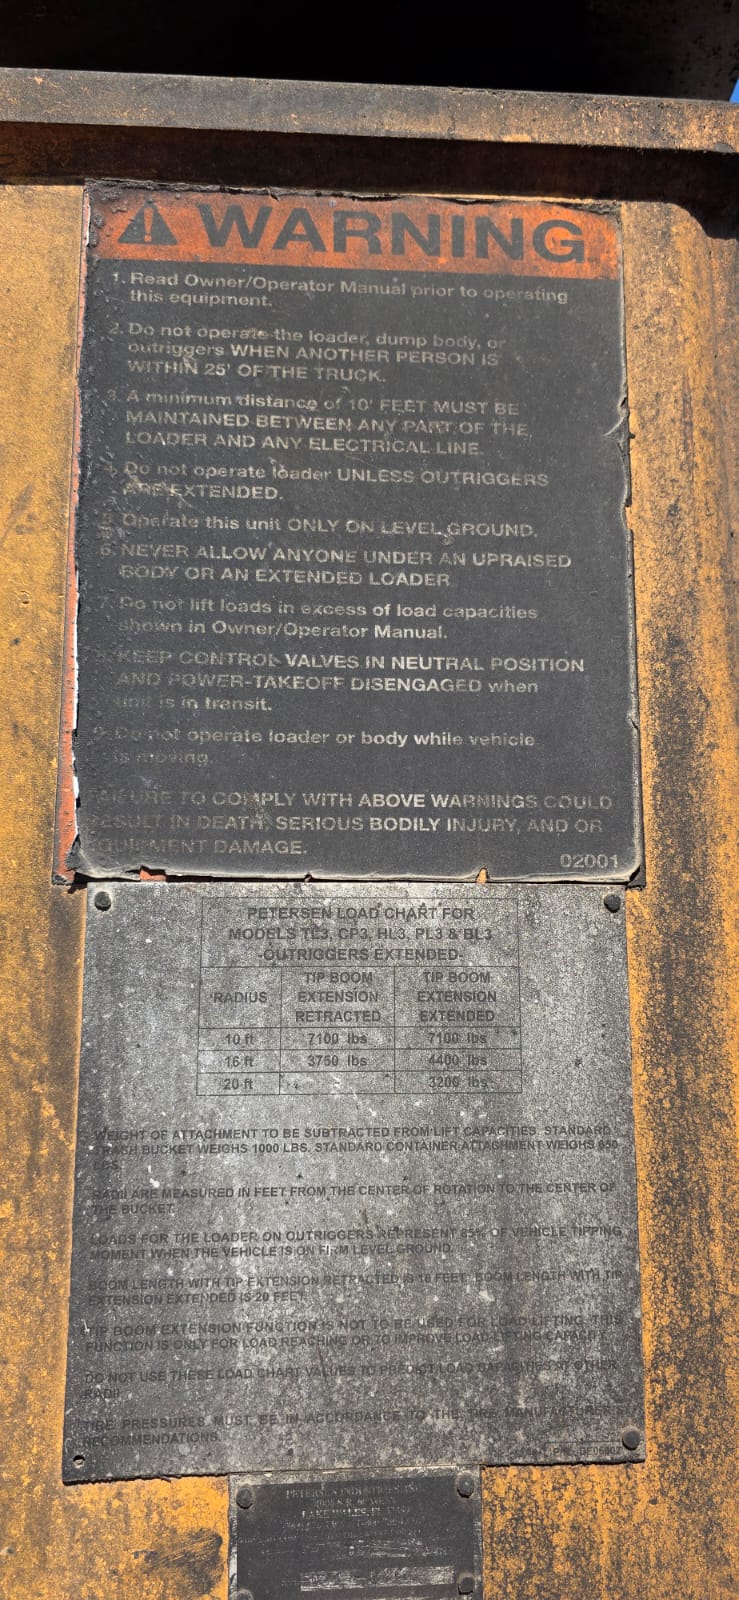 WARNING
1. Read Owner/Operator Manual prior to operating
this equipment.
2. Do not operate the loader, dump body, or
outriggers WHEN ANOTHER PERSON IS
WITHIN 25' OF THE TRUCK.
3. A minimum distance of 10' FEET MUST BE
MAINTAINED BETWEEN ANY PART OF THE
LOADER AND ANY ELECTRICAL LINE.
4. Do not operate loader UNLESS OUTRIGGERS
ARE EXTENDED.
5. Operate this unit ONLY ON LEVEL GROUND.
6. NEVER ALLOW ANYONE UNDER AN UPRAISED
BODY OR AN EXTENDED LOADER
7. Do not lift loads in excess of load capacities
shown in Owner/Operator Manual.
8. KEEP CONTROL VALVES IN NEUTRAL POSITION
AND POWER-TAKEOFF DISENGAGED when
unit is in transit.
9. Do not operate loader or body while vehicle
is moving.
FAILURE TO COMPLY WITH ABOVE WARNINGS COULD
RESULT IN DEATH, SERIOUS BODILY INJURY, AND OR
EQUIPMENT DAMAGE.
02001
PETERSEN LOAD CHART FOR
MODELS TL3, CP3, HL3, PL3 & BL3
-OUTRIGGERS EXTENDED-
RADIUS TIP BOOM EXTENSION RETRACTED TIP BOOM EXTENSION EXTENDED
10 ft 7100 lbs 7100 lbs
16 ft 3750 lbs 4400 lbs
20 ft 3200 lbs
WEIGHT OF ATTACHMENT TO BE SUBTRACTED FROM LIFT CAPACITIES. STANDARD
TRASH BUCKET WEIGHS 1000 LBS. STANDARD CONTAINER ATTACHMENT WEIGHS 650
LBS.
RADII ARE MEASURED IN FEET FROM THE CENTER OF ROTATION TO THE CENTER OF
THE BUCKET.
LOADS FOR THE LOADER ON OUTRIGGERS REPRESENT 85% OF VEHICLE TIPPING
MOMENT WHEN THE VEHICLE IS ON FIRM LEVEL GROUND.
BOOM LENGTH WITH TIP EXTENSION RETRACTED IS 16 FEET. BOOM LENGTH WITH TIP
EXTENSION EXTENDED IS 20 FEET.
TIP BOOM EXTENSION FUNCTION IS NOT TO BE USED FOR LOAD LIFTING. THIS
FUNCTION IS ONLY FOR LOAD REACHING OR TO IMPROVE LOAD LIFTING CAPACITY.
DO NOT USE THESE LOAD CHART VALUES TO PREDICT LOAD CAPACITIES AT OTHER
RADII
TIRE PRESSURES MUST BE IN ACCORDANCE TO THE TIRE MANUFACTURER'S
RECOMMENDATIONS.
PETERSEN INDUSTRIES INC
LAKE WALES, FL